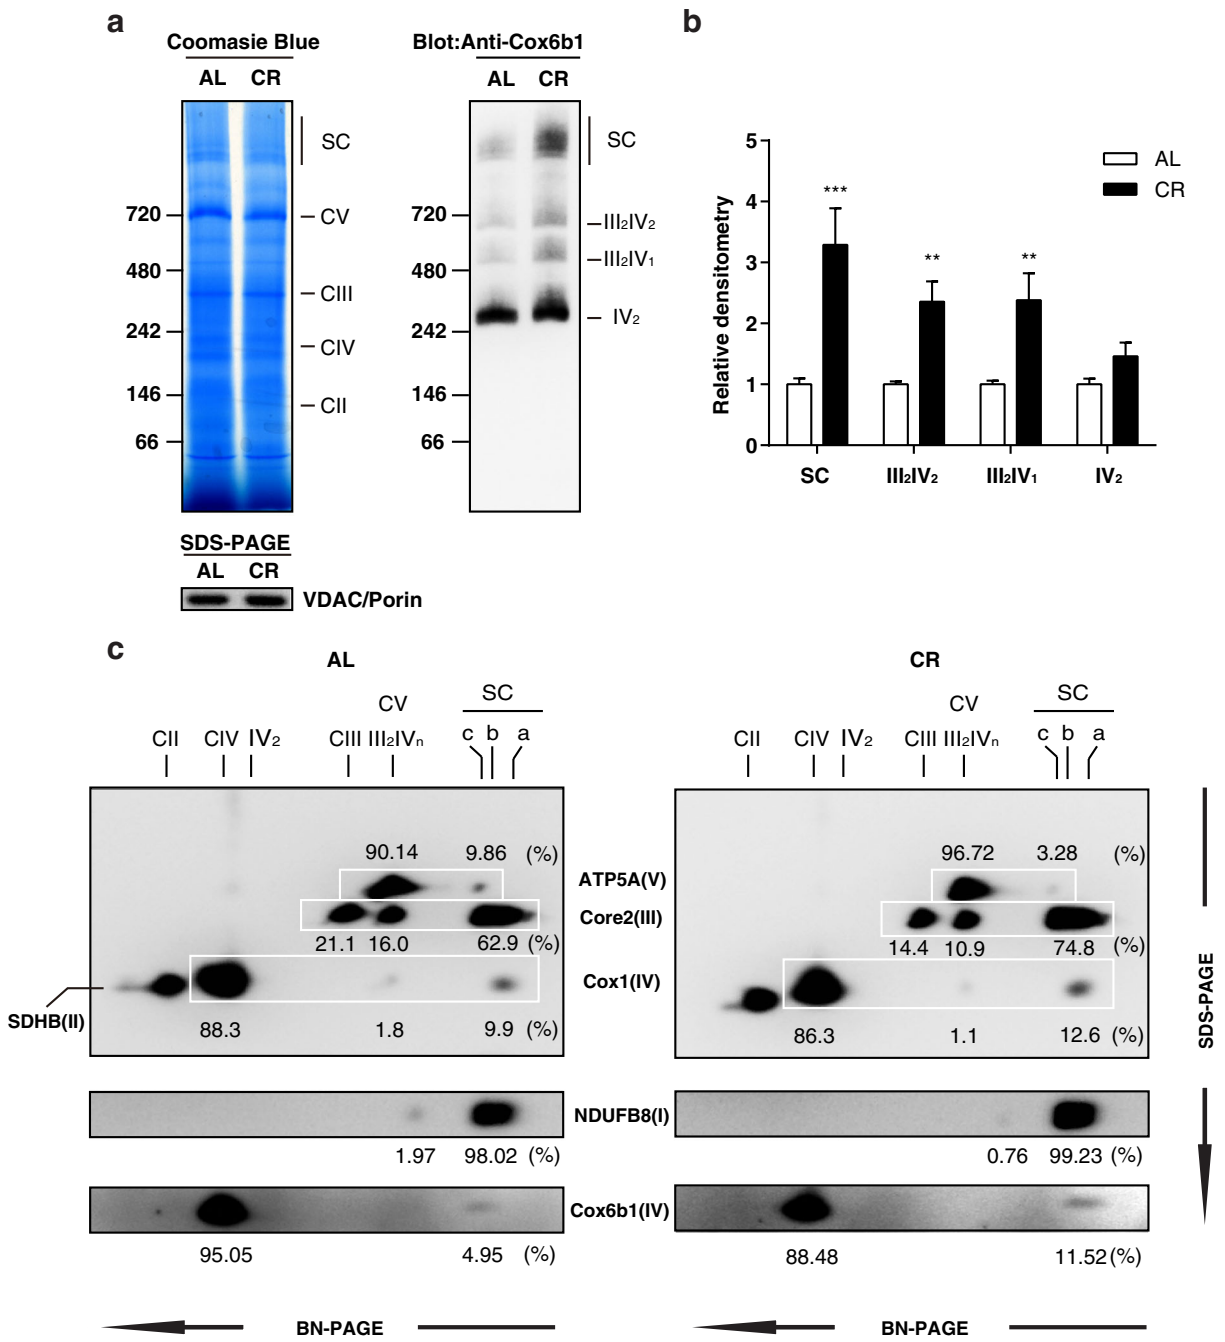 a
Coomasie Blue
AL CR
SC
720
CV
480
CIII
242
CIV
146
CII
66
SDS-PAGE
AL CR
VDAC/Porin
Blot:Anti-Cox6b1
AL CR
SC
720
III₂IV₂
III₂IV₁
480
IV₂
242
146
66
b
Relative densitometry
5
4
3
2
1
0
AL
CR
***
**
**
SC III₂IV₂ III₂IV₁ IV₂
c
AL
CV SC
CII CIV IV₂ CIII III₂IVₙ c b a
90.14 9.86 (%)
21.1 16.0 62.9 (%)
88.3 1.8 9.9 (%)
1.97 98.02 (%)
95.05 4.95 (%)
SDHB(II)
ATP5A(V)
Core2(III)
Cox1(IV)
NDUFB8(I)
Cox6b1(IV)
CR
CV SC
CII CIV IV₂ CIII III₂IVₙ c b a
96.72 3.28 (%)
14.4 10.9 74.8 (%)
86.3 1.1 12.6 (%)
0.76 99.23 (%)
88.48 11.52 (%)
SDS-PAGE
BN-PAGE
BN-PAGE